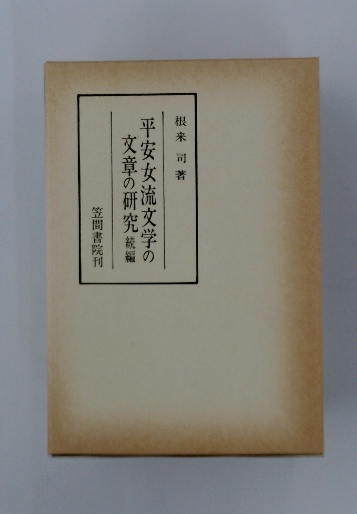 根来司著
平安女流文学の
文章の研究 続編
笠間書院刊